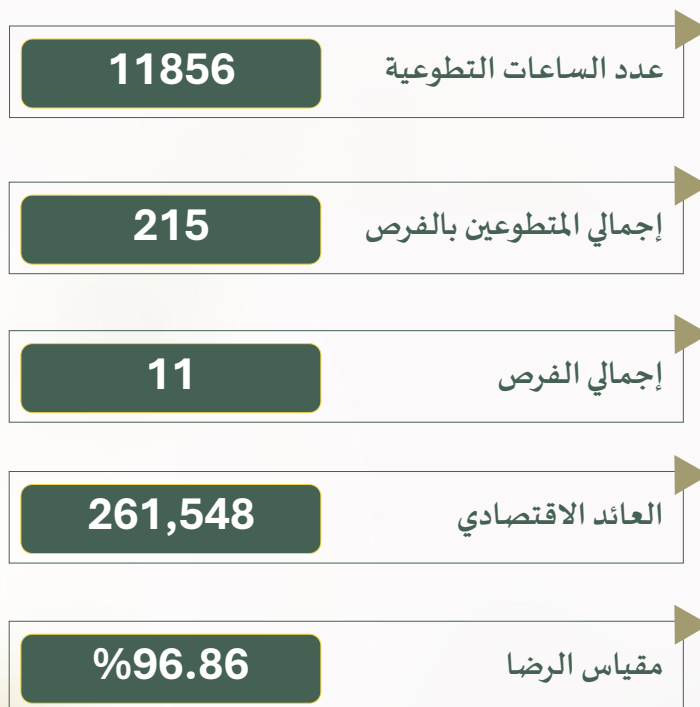 عدد الساعات التطوعية
11856
إجمالي المتطوعين بالفرص
215
إجمالي الفرص
11
العائد الاقتصادي
261,548
مقياس الرضا
%96.86